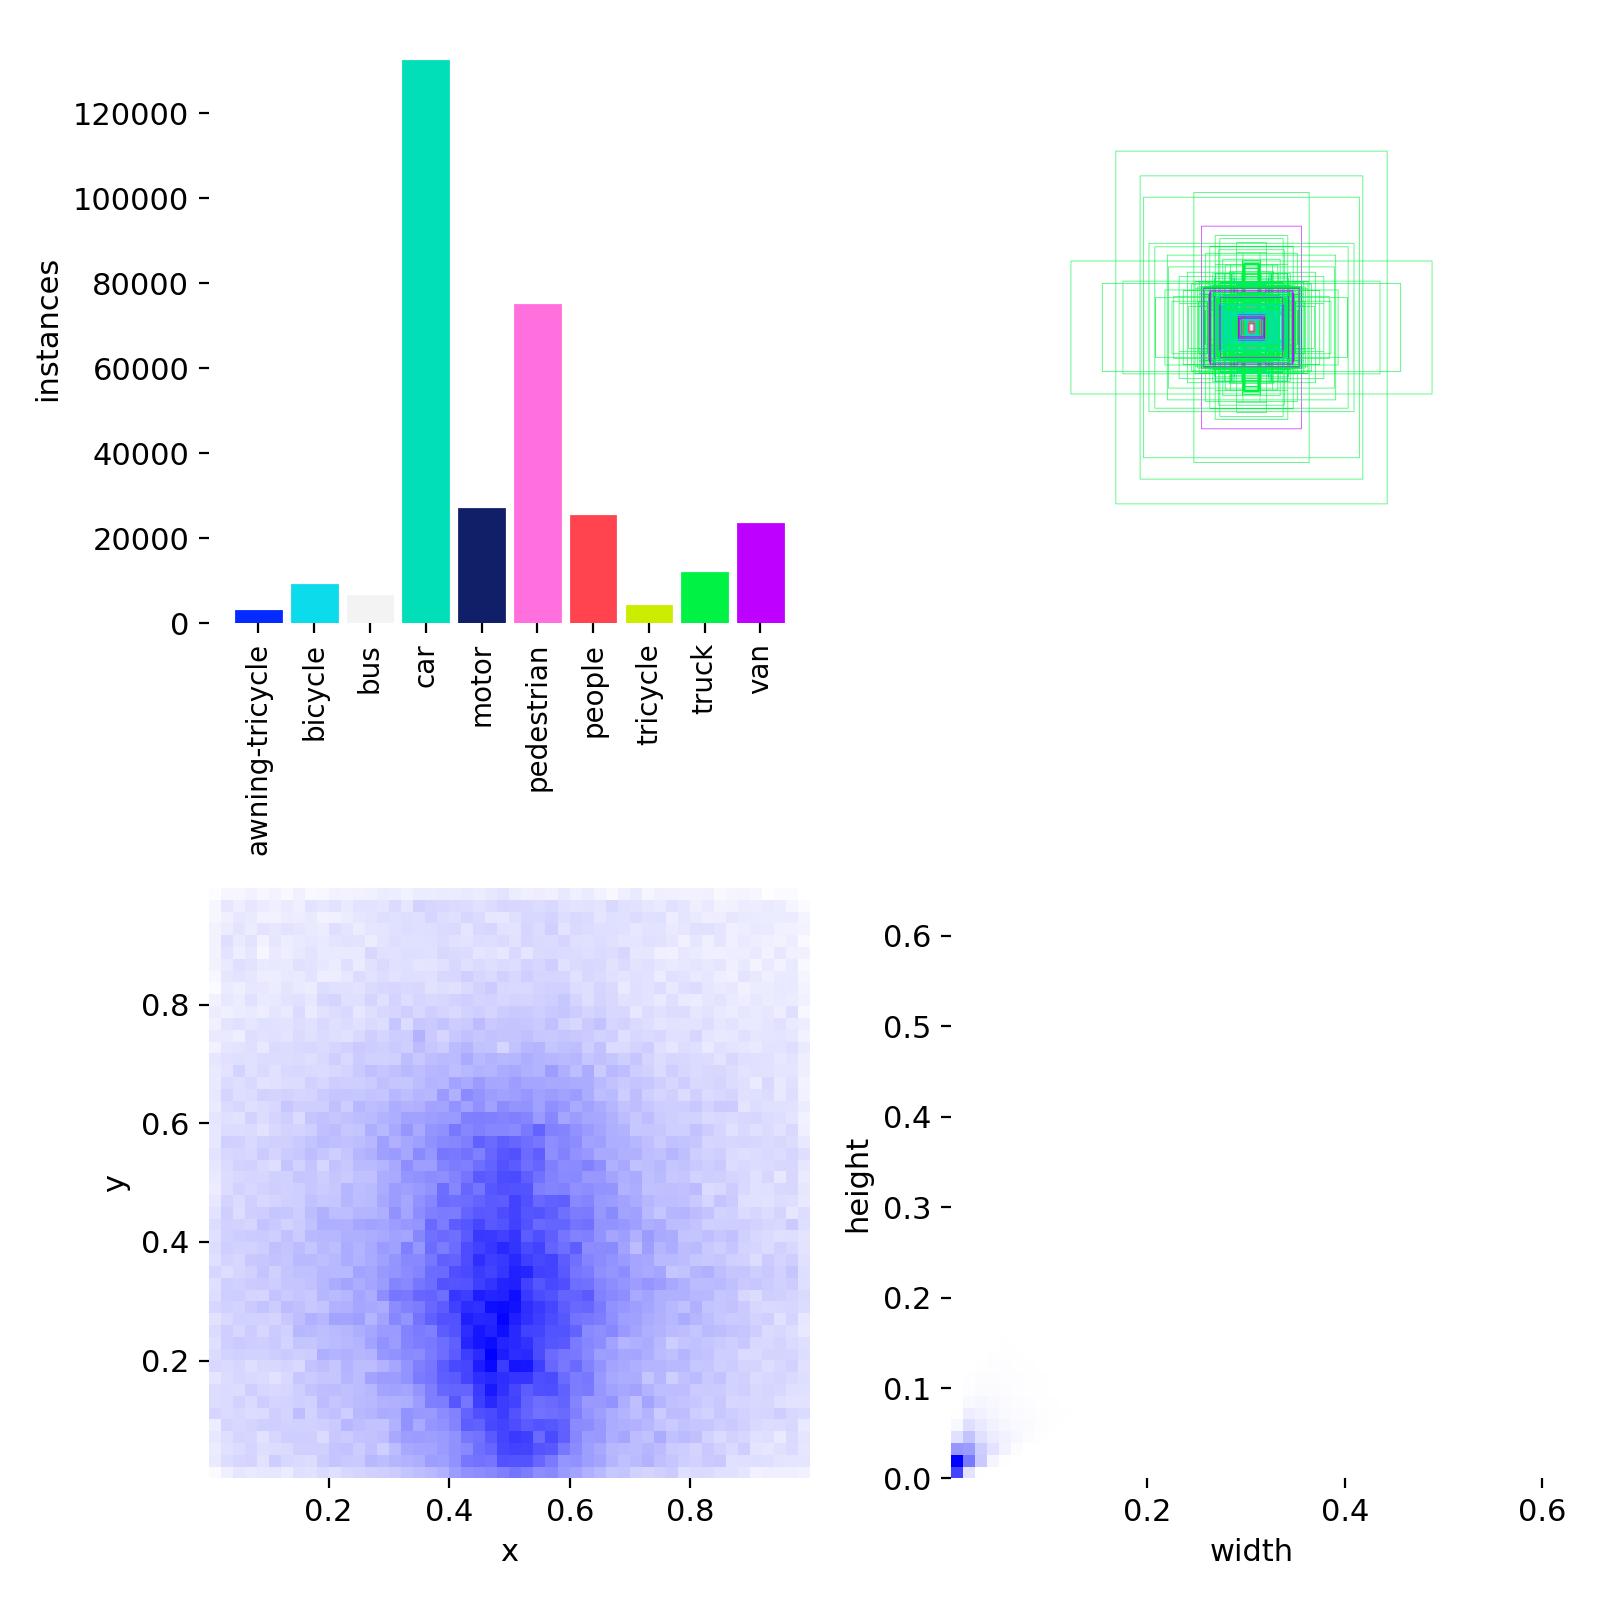 instances
120000
100000
80000
60000
40000
20000
0
awning-tricycle
bicycle
bus
car
motor
pedestrian
people
tricycle
truck
van
y
0.8
0.6
0.4
0.2
0.2 0.4 0.6 0.8
x
height
0.6
0.5
0.4
0.3
0.2
0.1
0.0
0.2 0.4 0.6
width